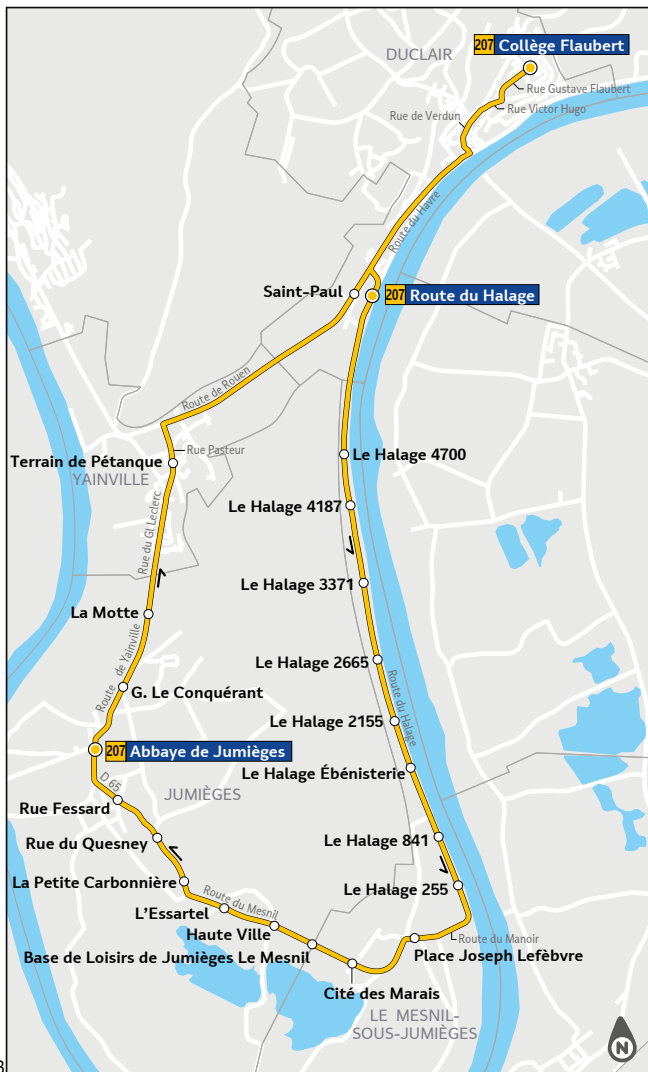 207 Collège Flaubert
DUCLAIR
Rue Gustave Flaubert
Rue Victor Hugo
Rue de Verdun
Route du Havre
Saint-Paul
207 Route du Halage
Route de Rouen
Rue Pasteur
Le Halage 4700
Terrain de Pétanque
YAINVILLE
Rue du Gl Leclerc
Le Halage 4187
Le Halage 3371
La Motte
Route de Yainville
Le Halage 2665
G. Le Conquérant
Route du Halage
Le Halage 2155
207 Abbaye de Jumièges
Le Halage Ébénisterie
D 65
JUMIÈGES
Rue Fessard
Rue du Quesney
Le Halage 841
La Petite Carbonnière
Le Halage 255
Route du Mesnil
L'Essartel
Haute Ville
Route du Manoir
Base de Loisirs de Jumièges Le Mesnil
Place Joseph Lefèbvre
Cité des Marais
LE MESNIL-
SOUS-JUMIÈGES
N